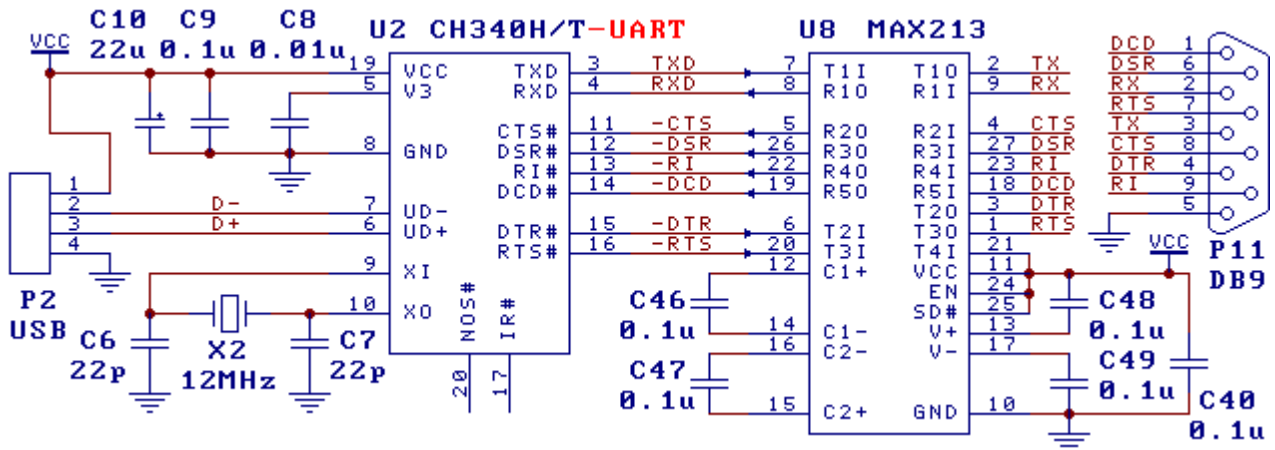 C10 C9 C8 U2 CH340H/T-UART U8 MAX213
VCC 22u 0.1u 0.01u
DCD 1
DSR 6
RX 2
RTS 7
TX 3
CTS 8
DTR 4
RI 9
5
P11
DB9
19 VCC TXD 3 TXD 7 T1I T1O 2 TX
5 V3 RXD 4 RXD 8 R1O R1I 9 RX
CTS# 11 -CTS 5 R2O R2I 4 CTS
8 GND DSR# 12 -DSR 26 R3O R3I 27 DSR
RI# 13 -RI 22 R4O R4I 23 RI
DCD# 14 -DCD 19 R5O R5I 18 DCD
T2O 3 DTR
1
2 D- 7 UD- DTR# 15 -DTR 6 T2I T3O 1 RTS
3 D+ 6 UD+ RTS# 16 -RTS 20 T3I T4I 21
4
VCC
9 XI 12 C1+ VCC 11
EN 24
SD# 25
P2
USB
10 XO NOS# IR# 14 C1- V+ 13
20 17
16 C2- V- 17
C6
22p
X2
12MHz
C7
22p
C46
0.1u
C47
0.1u
15 C2+ GND 10
C48
0.1u
C49
0.1u
C40
0.1u